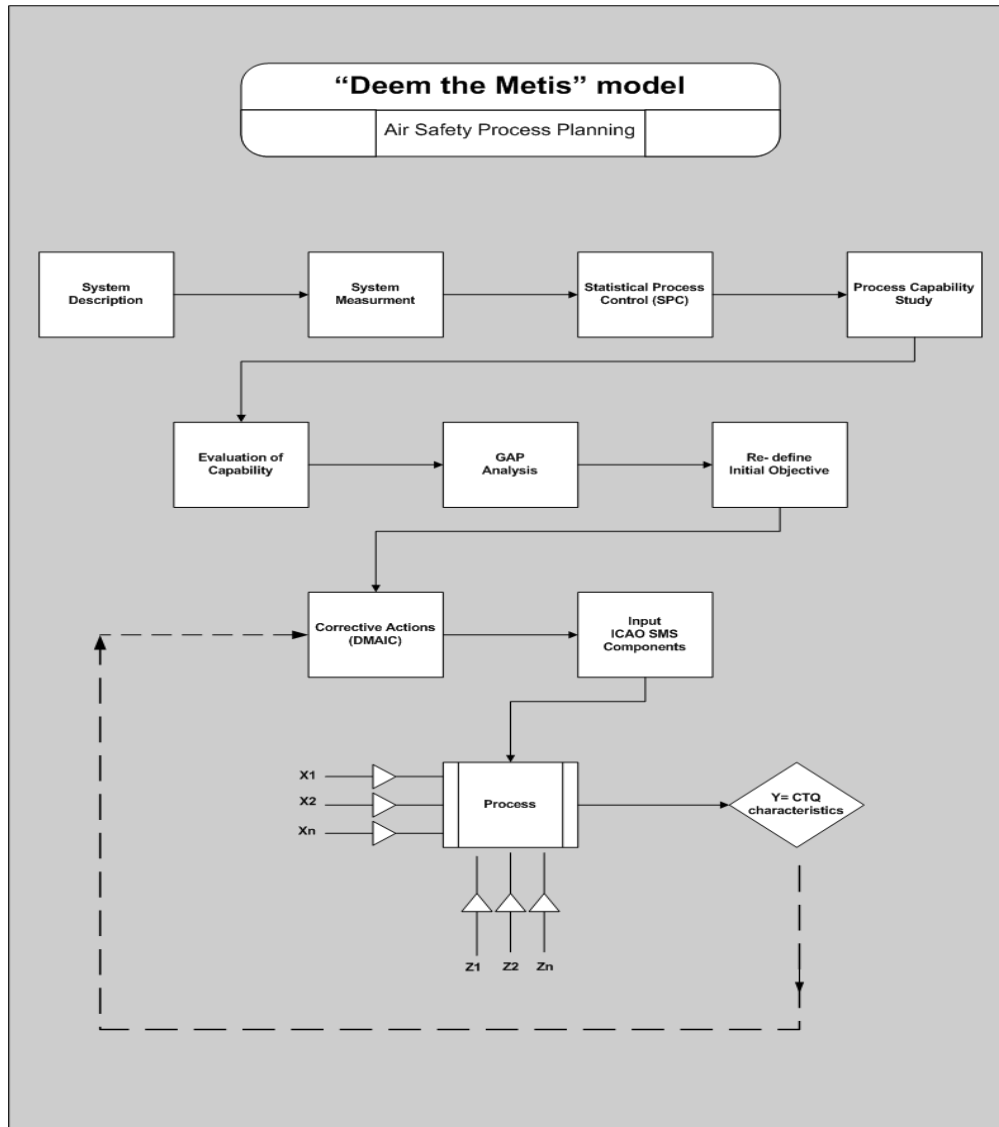 “Deem the Metis” model
Air Safety Process Planning
System
Description
System
Measurment
Statistical Process
Control (SPC)
Process Capability
Study
Evaluation of
Capability
GAP
Analysis
Re- define
Initial Objective
Corrective Actions
(DMAIC)
Input
ICAO SMS
Components
X1
X2
Xn
Process
Y= CTQ
characteristics
Z1
Z2
Zn